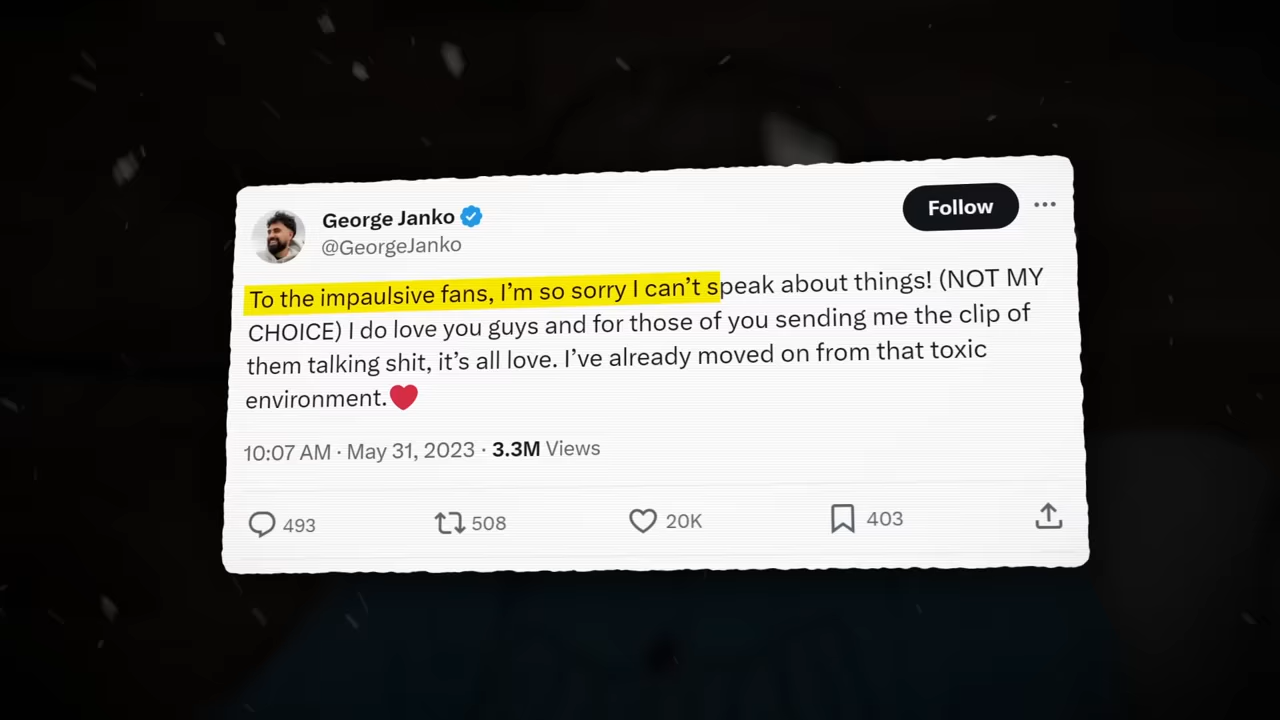 George Janko
@GeorgeJanko
Follow
To the impaulsive fans, I’m so sorry I can’t speak about things! (NOT MY
CHOICE) I do love you guys and for those of you sending me the clip of
them talking shit, it’s all love. I’ve already moved on from that toxic
environment.❤️
10:07 AM · May 31, 2023 · 3.3M Views
493
508
20K
403